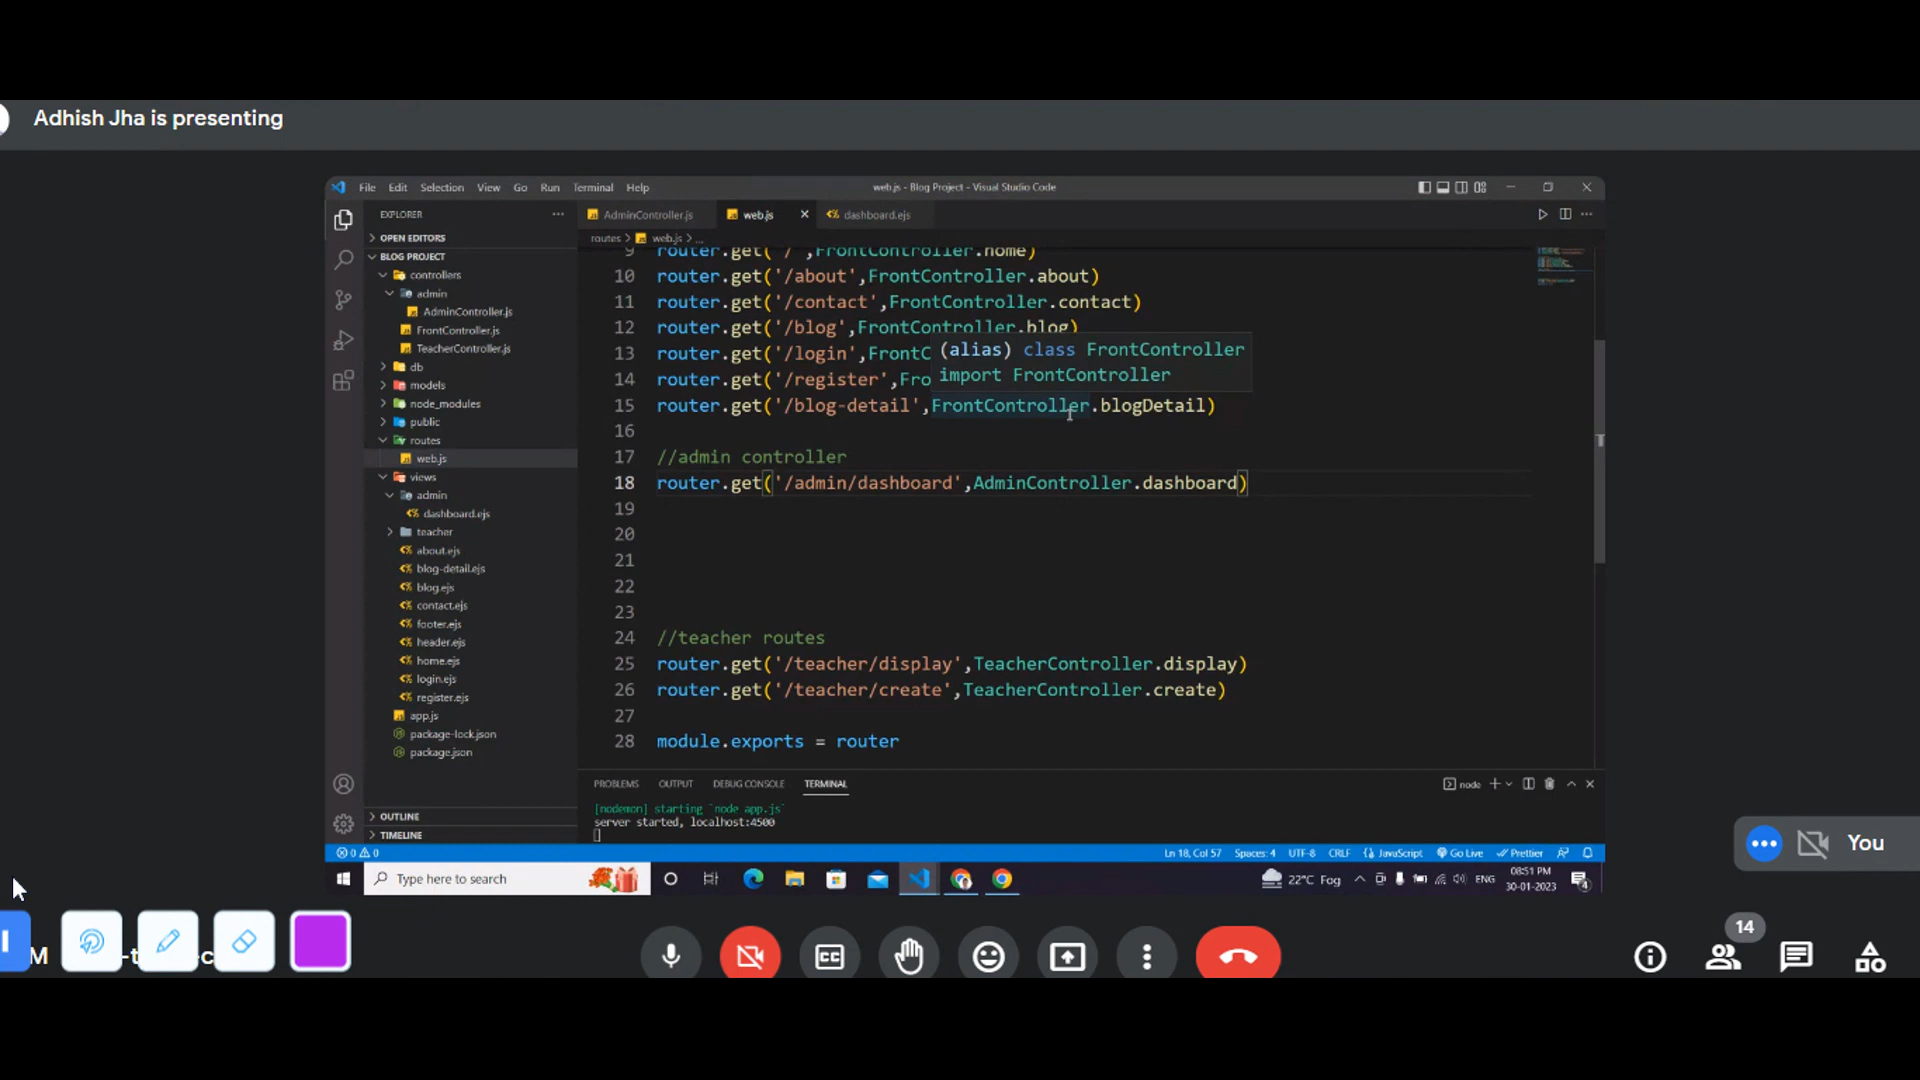 Adhish Jha is presenting
File Edit Selection View Go Run Terminal Help
web.js - Blog Project - Visual Studio Code
EXPLORER
AdminController.js
web.js
dashboard.ejs
OPEN EDITORS
routes > web.js > ...
BLOG PROJECT
controllers
admin
AdminController.js
FrontController.js
TeacherController.js
db
models
node_modules
public
routes
web.js
views
admin
dashboard.ejs
teacher
about.ejs
blog-detail.ejs
blog.ejs
contact.ejs
footer.ejs
header.ejs
home.ejs
login.ejs
register.ejs
app.js
package-lock.json
package.json
OUTLINE
TIMELINE
9 router.get('/',FrontController.home)
10 router.get('/about',FrontController.about)
11 router.get('/contact',FrontController.contact)
12 router.get('/blog',FrontController.blog)
13 router.get('/login',FrontC
14 router.get('/register',Fro
(alias) class FrontController
import FrontController
15 router.get('/blog-detail',FrontController.blogDetail)
16
17 //admin controller
18 router.get('/admin/dashboard',AdminController.dashboard)
19
20
21
22
23
24 //teacher routes
25 router.get('/teacher/display',TeacherController.display)
26 router.get('/teacher/create',TeacherController.create)
27
28 module.exports = router
PROBLEMS OUTPUT DEBUG CONSOLE TERMINAL
node
[nodemon] starting `node app.js`
server started, localhost:4500
0 0
Ln 18, Col 57 Spaces: 4 UTF-8 CRLF JavaScript Go Live Prettier
Type here to search
22°C Fog
ENG
08:51 PM
30-01-2023
4
You
M
CC
14